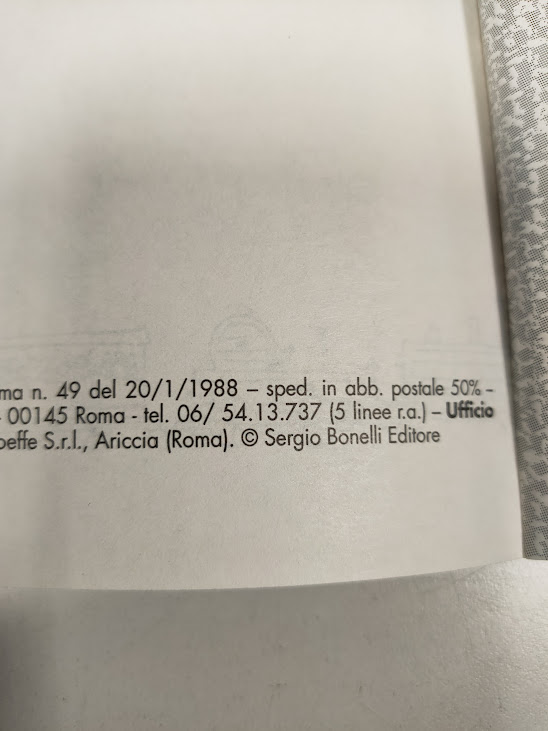 ma n. 49 del 20/1/1988 – sped. in abb. postale 50% -
- 00145 Roma - tel. 06/ 54.13.737 (5 linee r.a.) – Ufficio
oeffe S.r.l., Ariccia (Roma). © Sergio Bonelli Editore